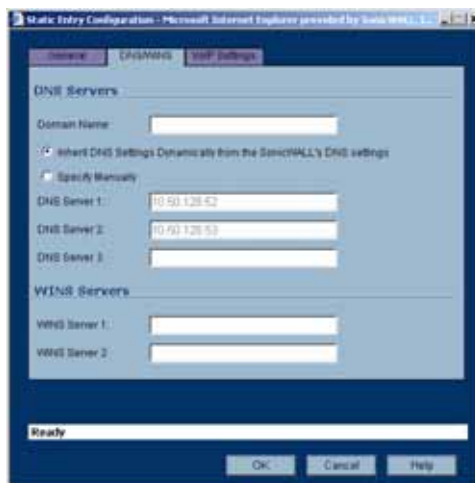 Static Entry Configuration - Microsoft Internet Explorer provided by SonicWALL, I...
General DNS/WINS VoIP Settings
DNS Servers
Domain Name:
Inherit DNS Settings Dynamically from the SonicWALL's DNS settings
Specify Manually
DNS Server 1: 10.50.128.52
DNS Server 2: 10.50.128.53
DNS Server 3:
WINS Servers
WINS Server 1:
WINS Server 2:
Ready
OK Cancel Help